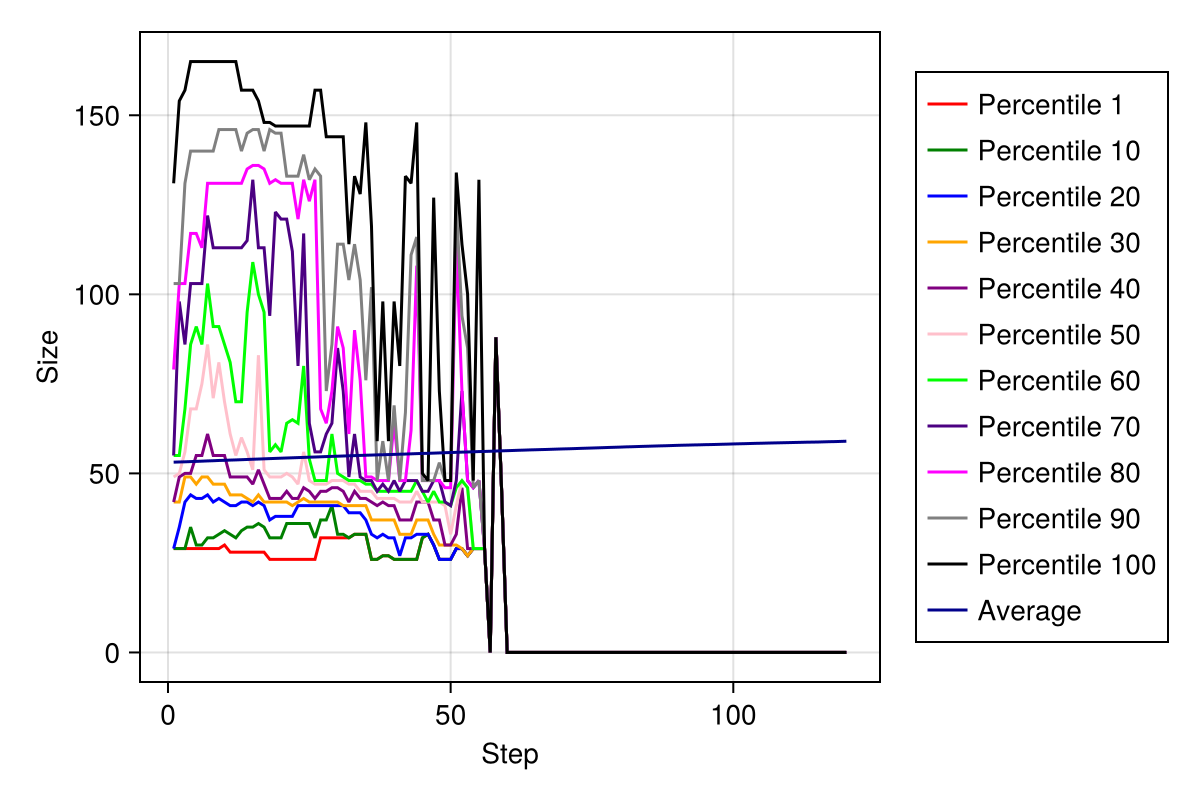 150
100
50
0
Size
0
50
100
Step
Percentile 1
Percentile 10
Percentile 20
Percentile 30
Percentile 40
Percentile 50
Percentile 60
Percentile 70
Percentile 80
Percentile 90
Percentile 100
Average